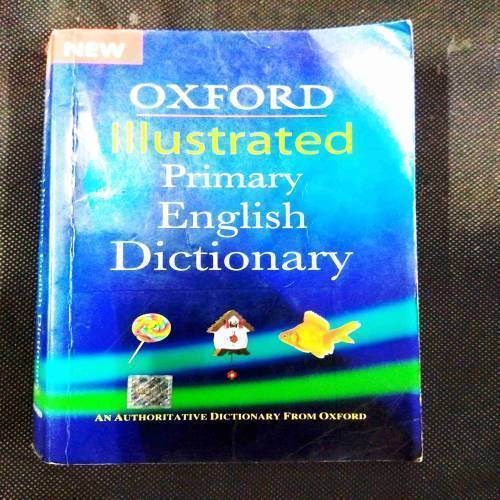 NEW
OXFORD
Illustrated
Primary
English
Dictionary
AN AUTHORITATIVE DICTIONARY FROM OXFORD